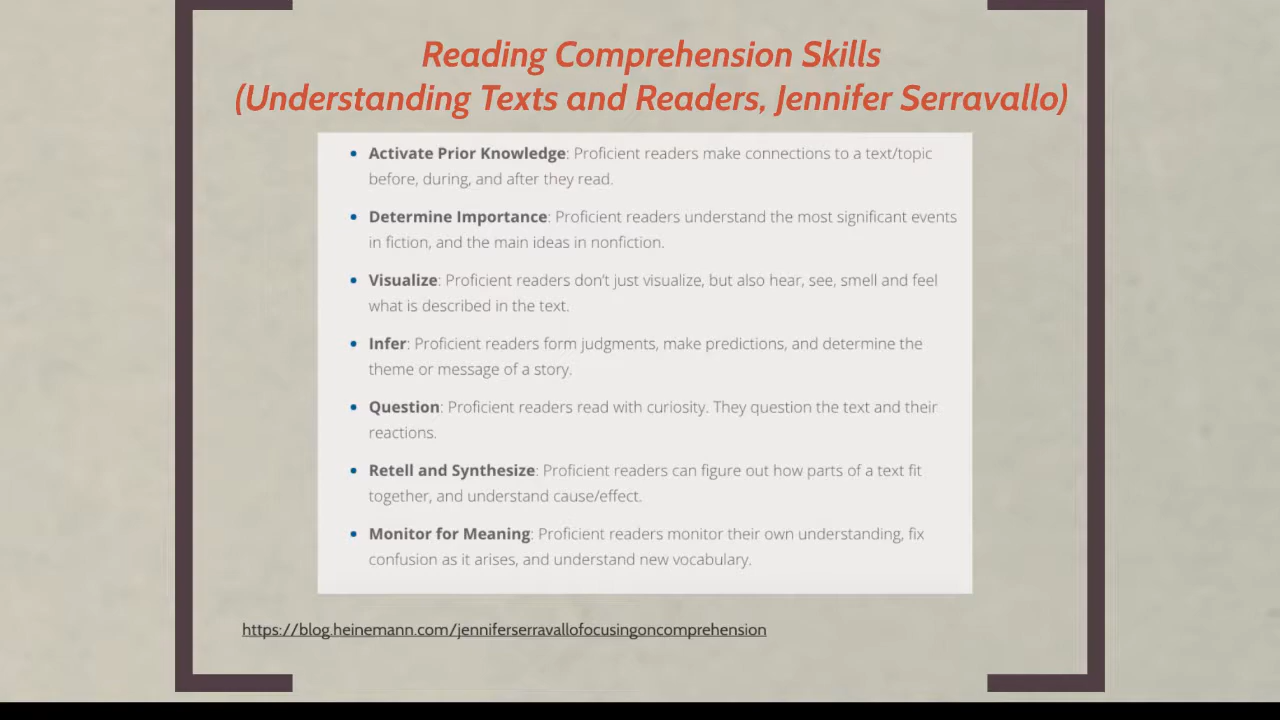 Reading Comprehension Skills
(Understanding Texts and Readers, Jennifer Serravallo)
• Activate Prior Knowledge: Proficient readers make connections to a text/topic
before, during, and after they read.
• Determine Importance: Proficient readers understand the most significant events
in fiction, and the main ideas in nonfiction.
• Visualize: Proficient readers don't just visualize, but also hear, see, smell and feel
what is described in the text.
• Infer: Proficient readers form judgments, make predictions, and determine the
theme or message of a story.
• Question: Proficient readers read with curiosity. They question the text and their
reactions.
• Retell and Synthesize: Proficient readers can figure out how parts of a text fit
together, and understand cause/effect.
• Monitor for Meaning: Proficient readers monitor their own understanding, fix
confusion as it arises, and understand new vocabulary.
https://blog.heinemann.com/jenniferserravallofocusingoncomprehension